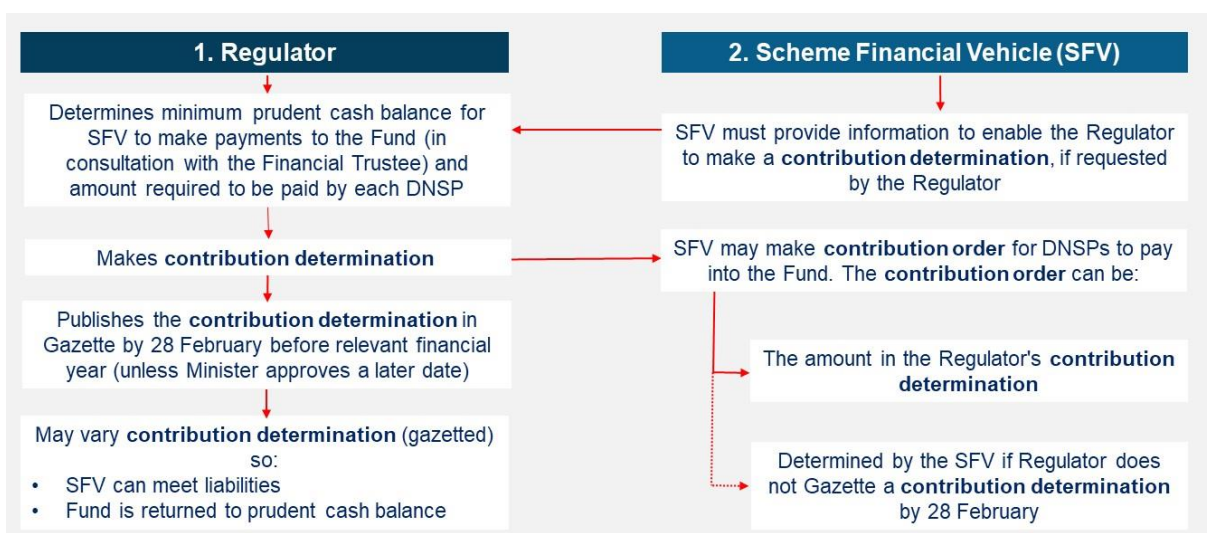 1. Regulator
Determines minimum prudent cash balance for
SFV to make payments to the Fund (in
consultation with the Financial Trustee) and
amount required to be paid by each DNSP
Makes contribution determination
Publishes the contribution determination in
Gazette by 28 February before relevant financial
year (unless Minister approves a later date)
May vary contribution determination (gazetted)
so:
• SFV can meet liabilities
• Fund is returned to prudent cash balance
2. Scheme Financial Vehicle (SFV)
SFV must provide information to enable the Regulator
to make a contribution determination, if requested
by the Regulator
SFV may make contribution order for DNSPs to pay
into the Fund. The contribution order can be:
The amount in the Regulator's contribution
determination
Determined by the SFV if Regulator does
not Gazette a contribution determination
by 28 February